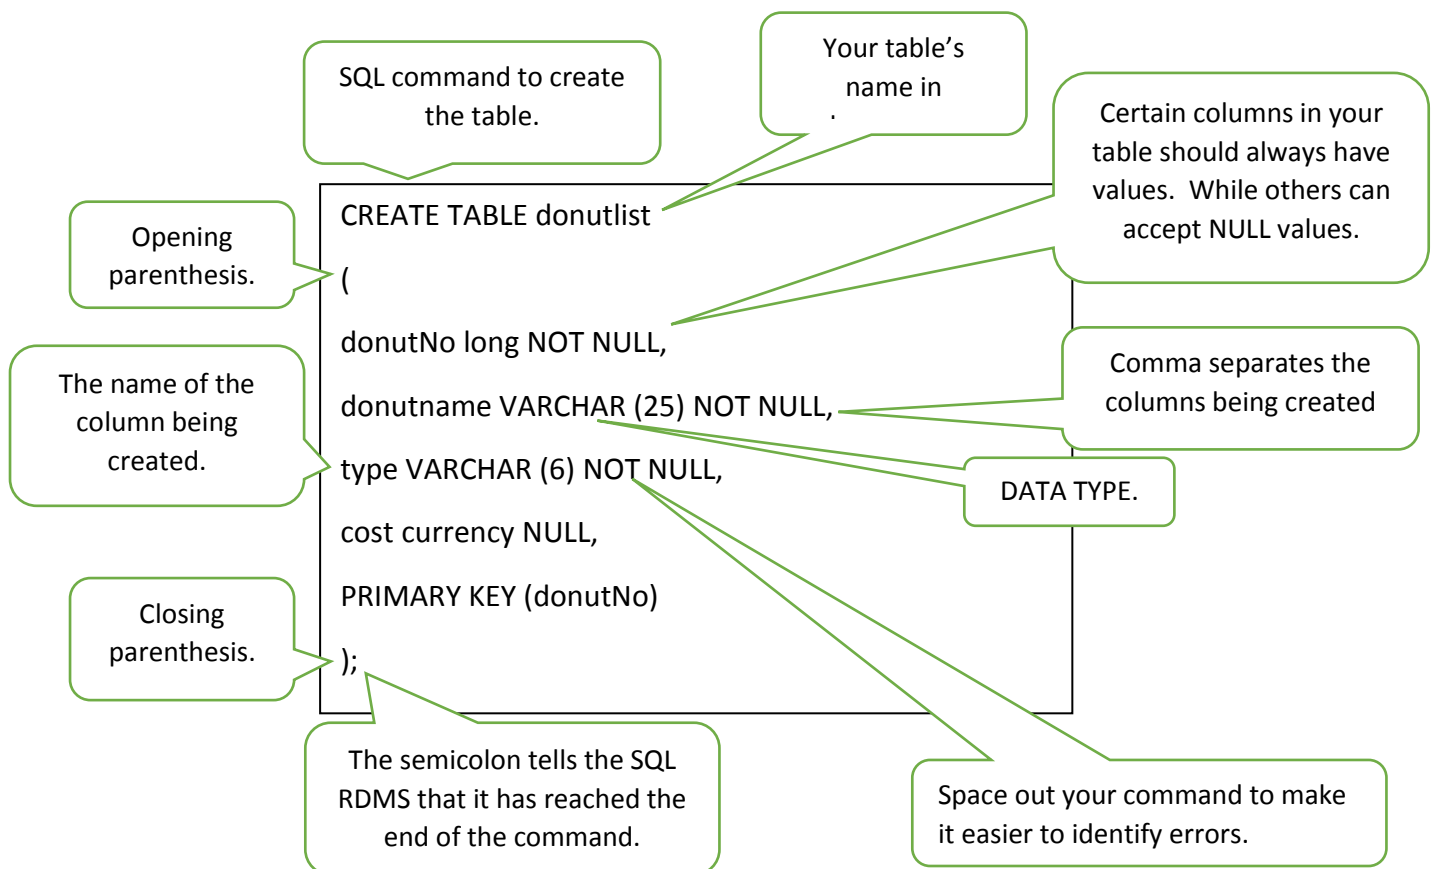 SQL command to create
the table.
Your table’s
name in
Certain columns in your
table should always have
values.  While others can
accept NULL values.
Opening
parenthesis.
CREATE TABLE donutlist
(
donutNo long NOT NULL,
The name of the
column being
created.
donutname VARCHAR (25) NOT NULL,
Comma separates the
columns being created
type VARCHAR (6) NOT NULL,
DATA TYPE.
cost currency NULL,
PRIMARY KEY (donutNo)
Closing
parenthesis.
);
The semicolon tells the SQL
RDMS that it has reached the
end of the command.
Space out your command to make
it easier to identify errors.